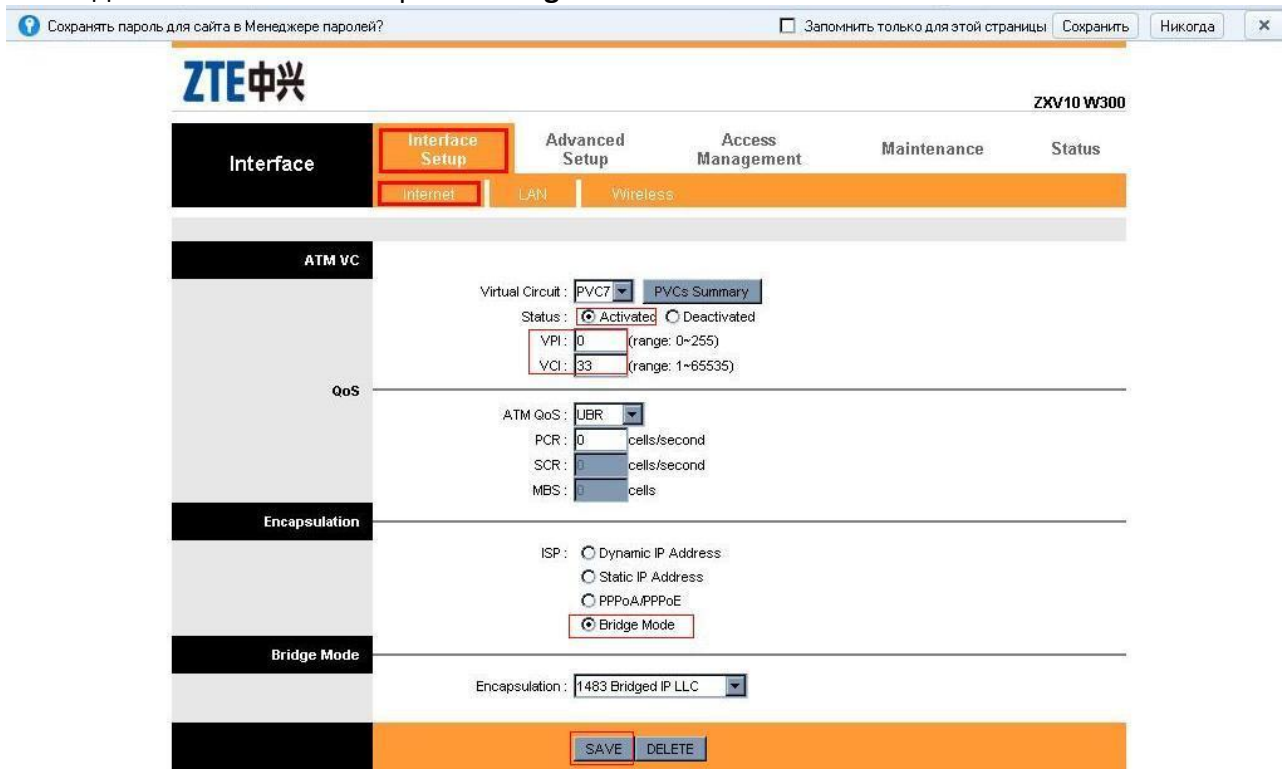 Сохранять пароль для сайта в Менеджере паролей?
Запомнить только для этой страницы Сохранить Никогда
ZTE中兴
ZXV10 W300
Interface
Interface Setup Advanced Setup Access Management Maintenance Status
Internet LAN Wireless
ATM VC
Virtual Circuit : PVC7 PVCs Summary
Status : Activated Deactivated
VPI : 0 (range: 0~255)
VCI : 33 (range: 1~65535)
QoS
ATM QoS : UBR
PCR : 0 cells/second
SCR : 0 cells/second
MBS : 0 cells
Encapsulation
ISP : Dynamic IP Address
Static IP Address
PPPoA/PPPoE
Bridge Mode
Bridge Mode
Encapsulation : 1483 Bridged IP LLC
SAVE DELETE